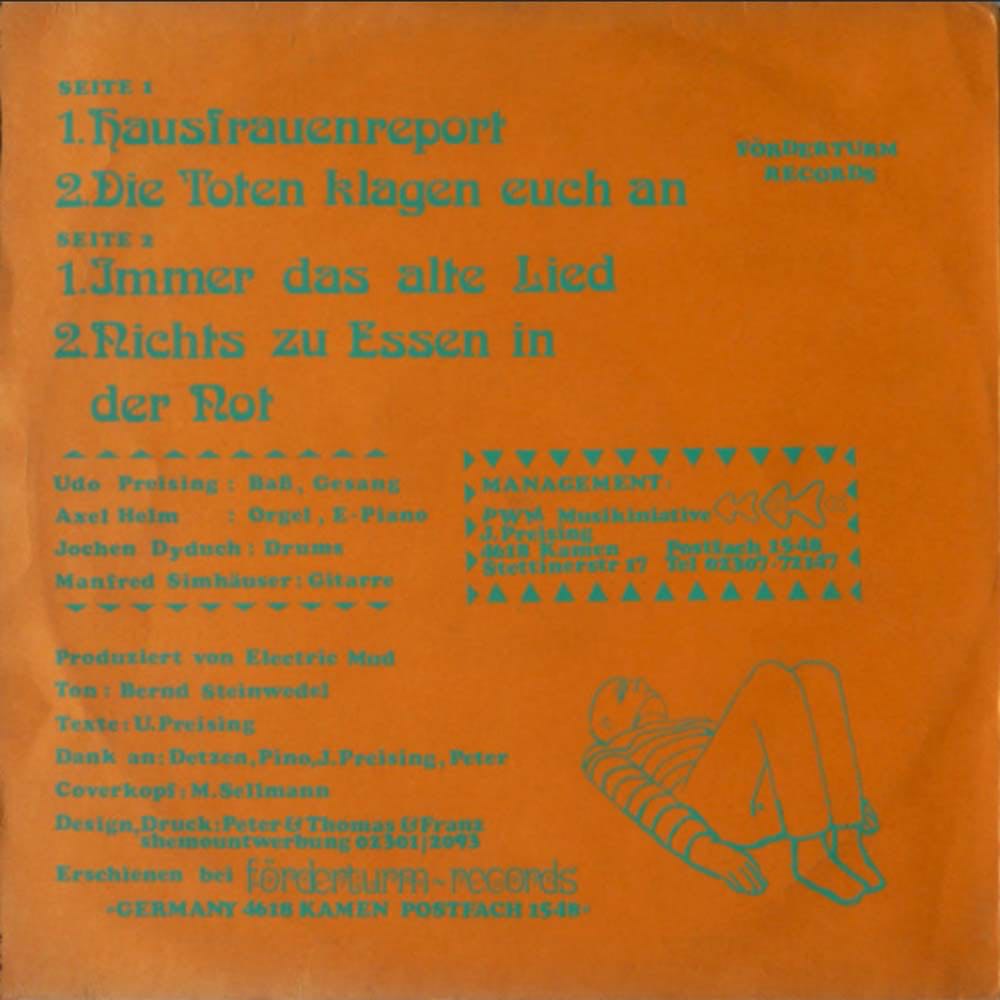 SEITE 1
1. Hausfrauenreport
2. Die Toten klagen euch an
FÖRDERTURM
RECORDS
SEITE 2
1. Immer das alte Lied
2. Nichts zu Essen in
der Not
Udo Preising : Baß, Gesang
Axel Helm : Orgel, E-Piano
Jochen Dyduch : Drums
Manfred Simhäuser : Gitarre
MANAGEMENT:
PWM Musikiniative
J. Preising
4618 Kamen Postfach 1548
Stettinerstr 17 Tel 02307-72147
Produziert von Electric Mud
Ton : Bernd Steinwedel
Texte : U. Preising
Dank an: Detzen, Pino, J. Preising, Peter
Coverkopf : M. Sellmann
Design, Druck : Peter & Thomas & Franz
shemountwerbung 02301/2093
Erschienen bei förderturm-records
•GERMANY 4618 KAMEN POSTFACH 1548•